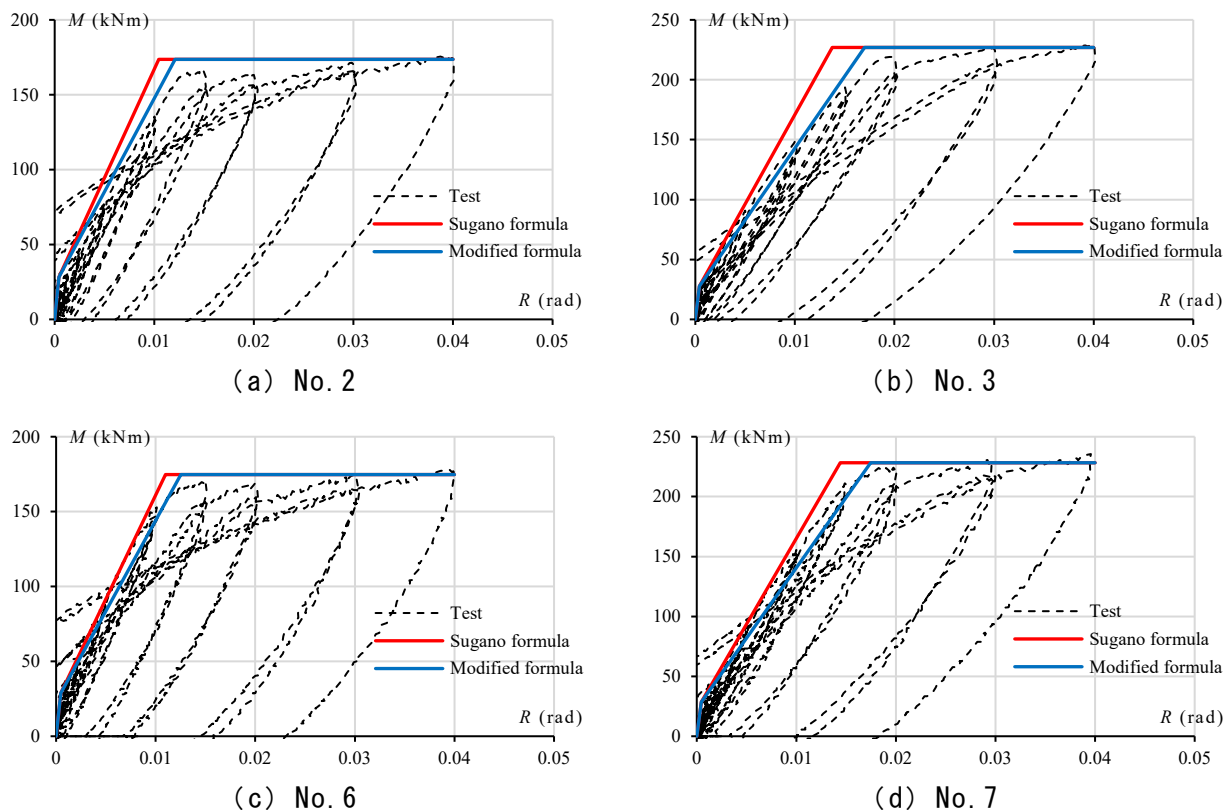 M (kNm)
200
150
100
50
0
Test
Sugano formula
Modified formula
R (rad)
0 0.01 0.02 0.03 0.04 0.05
(a) No.2
M (kNm)
250
200
150
100
50
0
Test
Sugano formula
Modified formula
R (rad)
0 0.01 0.02 0.03 0.04 0.05
(b) No.3
M (kNm)
200
150
100
50
0
Test
Sugano formula
Modified formula
R (rad)
0 0.01 0.02 0.03 0.04 0.05
(c) No.6
M (kNm)
250
200
150
100
50
0
Test
Sugano formula
Modified formula
R (rad)
0 0.01 0.02 0.03 0.04 0.05
(d) No.7